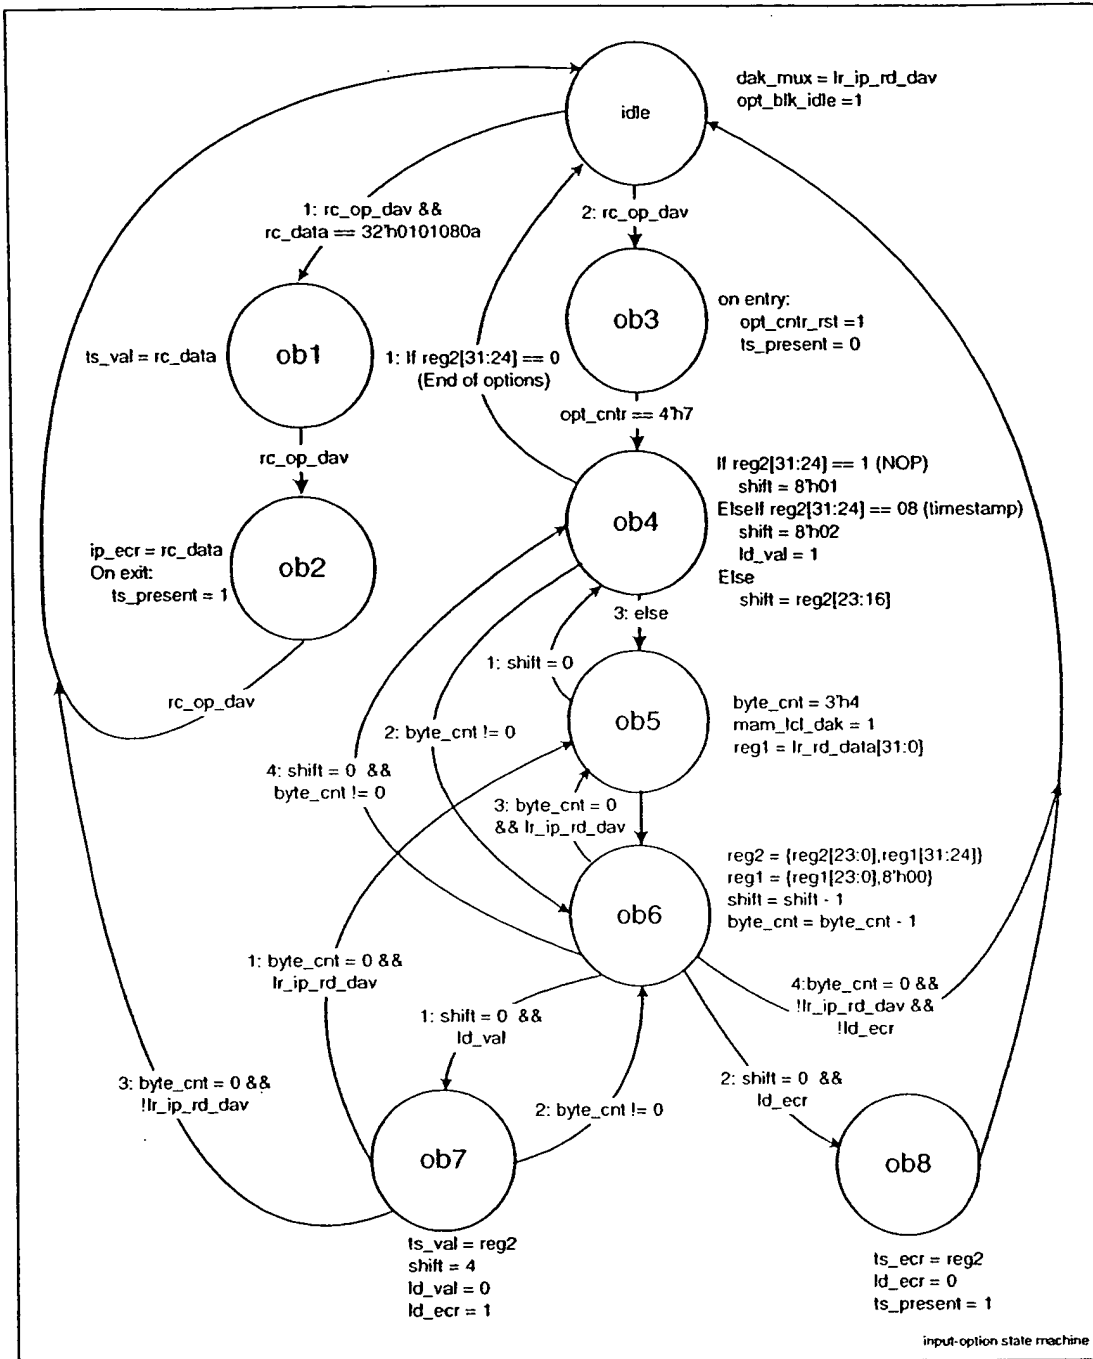 dak_mux = lr_ip_rd_dav
opt_blk_idle =1
idle
1: rc_op_dav &&
rc_data == 32'h0101080a
2: rc_op_dav
ob3
on entry:
opt_cntr_rst =1
ts_present = 0
ts_val = rc_data
ob1
1: If reg2[31:24] == 0
(End of options)
opt_cntr == 4'h7
rc_op_dav
ob4
If reg2[31:24] == 1 (NOP)
shift = 8'h01
ElseIf reg2[31:24] == 08 (timestamp)
shift = 8'h02
ld_val = 1
Else
shift = reg2[23:16]
ip_ecr = rc_data
On exit:
ts_present = 1
ob2
3: else
1: shift = 0
rc_op_dav
ob5
byte_cnt = 3'h4
mam_lcl_dak = 1
reg1 = lr_rd_data[31:0]
2: byte_cnt != 0
4: shift = 0 &&
byte_cnt != 0
3: byte_cnt = 0
&& lr_ip_rd_dav
ob6
reg2 = {reg2[23:0],reg1[31:24]}
reg1 = {reg1[23:0],8'h00}
shift = shift - 1
byte_cnt = byte_cnt - 1
1: byte_cnt = 0 &&
lr_ip_rd_dav
4:byte_cnt = 0 &&
!lr_ip_rd_dav &&
!ld_ecr
1: shift = 0 &&
ld_val
3: byte_cnt = 0 &&
!lr_ip_rd_dav
2: shift = 0 &&
ld_ecr
2: byte_cnt != 0
ob7
ob8
ts_val = reg2
shift = 4
ld_val = 0
ld_ecr = 1
ts_ecr = reg2
ld_ecr = 0
ts_present = 1
input-option state machine